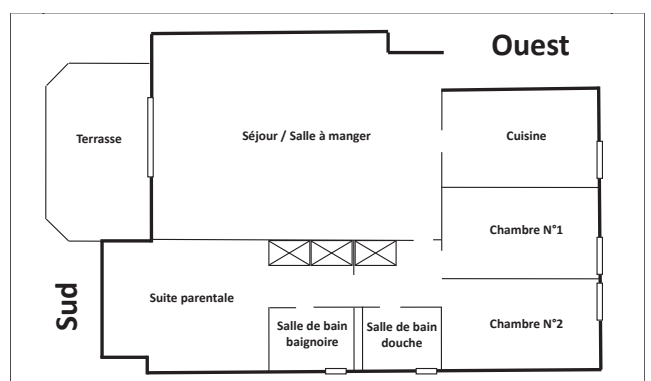 Ouest
Terrasse
Séjour / Salle à manger
Cuisine
Chambre N°1
Sud
Suite parentale
Salle de bain
baignoire
Salle de bain
douche
Chambre N°2